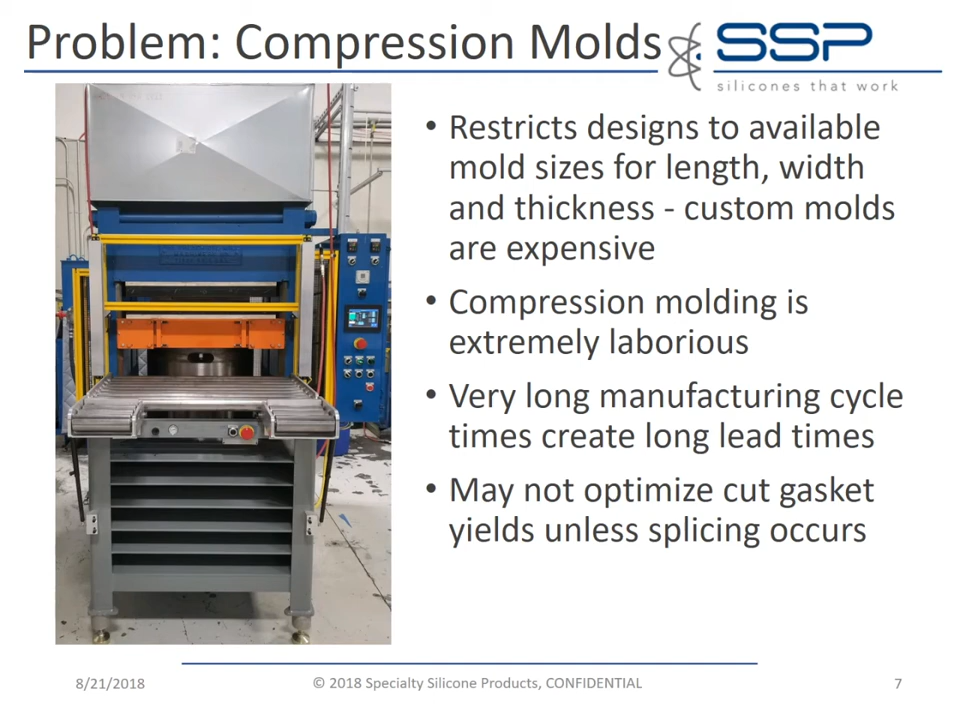 Problem: Compression Molds
SSP
silicones that work
• Restricts designs to available
mold sizes for length, width
and thickness - custom molds
are expensive
• Compression molding is
extremely laborious
• Very long manufacturing cycle
times create long lead times
• May not optimize cut gasket
yields unless splicing occurs
8/21/2018
© 2018 Specialty Silicone Products, CONFIDENTIAL
7